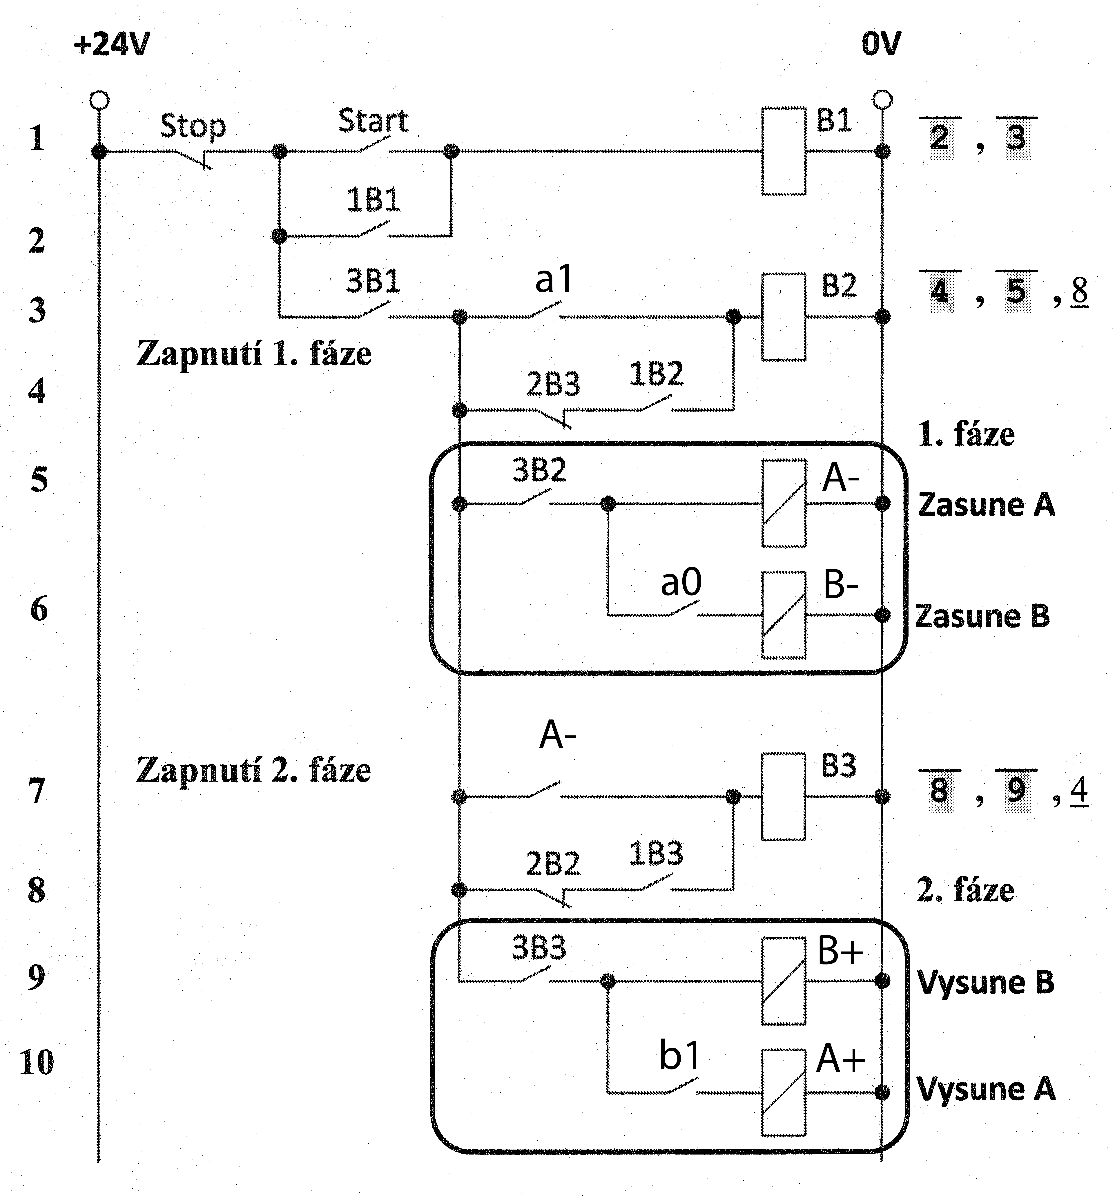 +24V 0V
1 Stop Start B1 2 , 3
1B1
2
3B1 a1 B2 4 , 5 , 8
3
Zapnutí 1. fáze
4 2B3 1B2
1. fáze
5 3B2 A- Zasune A
6 a0 B- Zasune B
A-
Zapnutí 2. fáze B3
7 8 , 9 , 4
8 2B2 1B3 2. fáze
9 3B3 B+ Vysune B
10 b1 A+ Vysune A